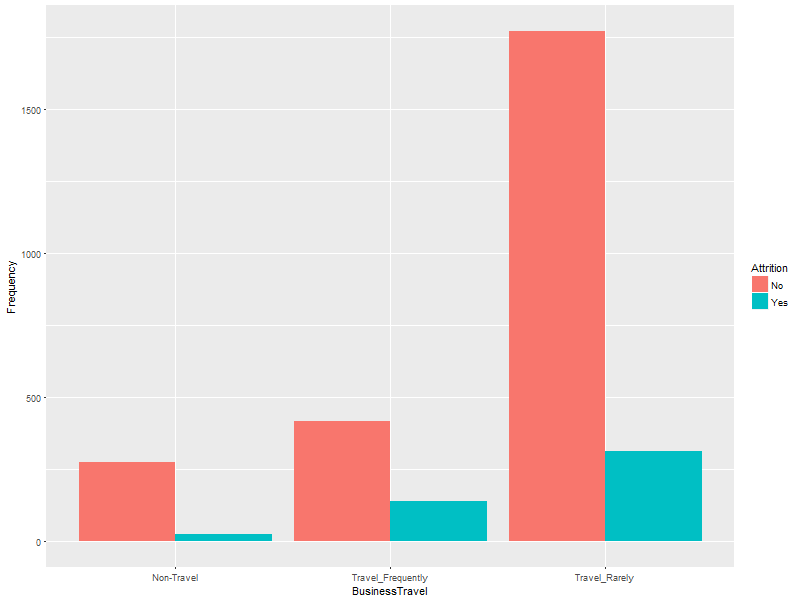 1500
1000
500
0
Frequency
Non-Travel
Travel_Frequently
Travel_Rarely
BusinessTravel
Attrition
No
Yes